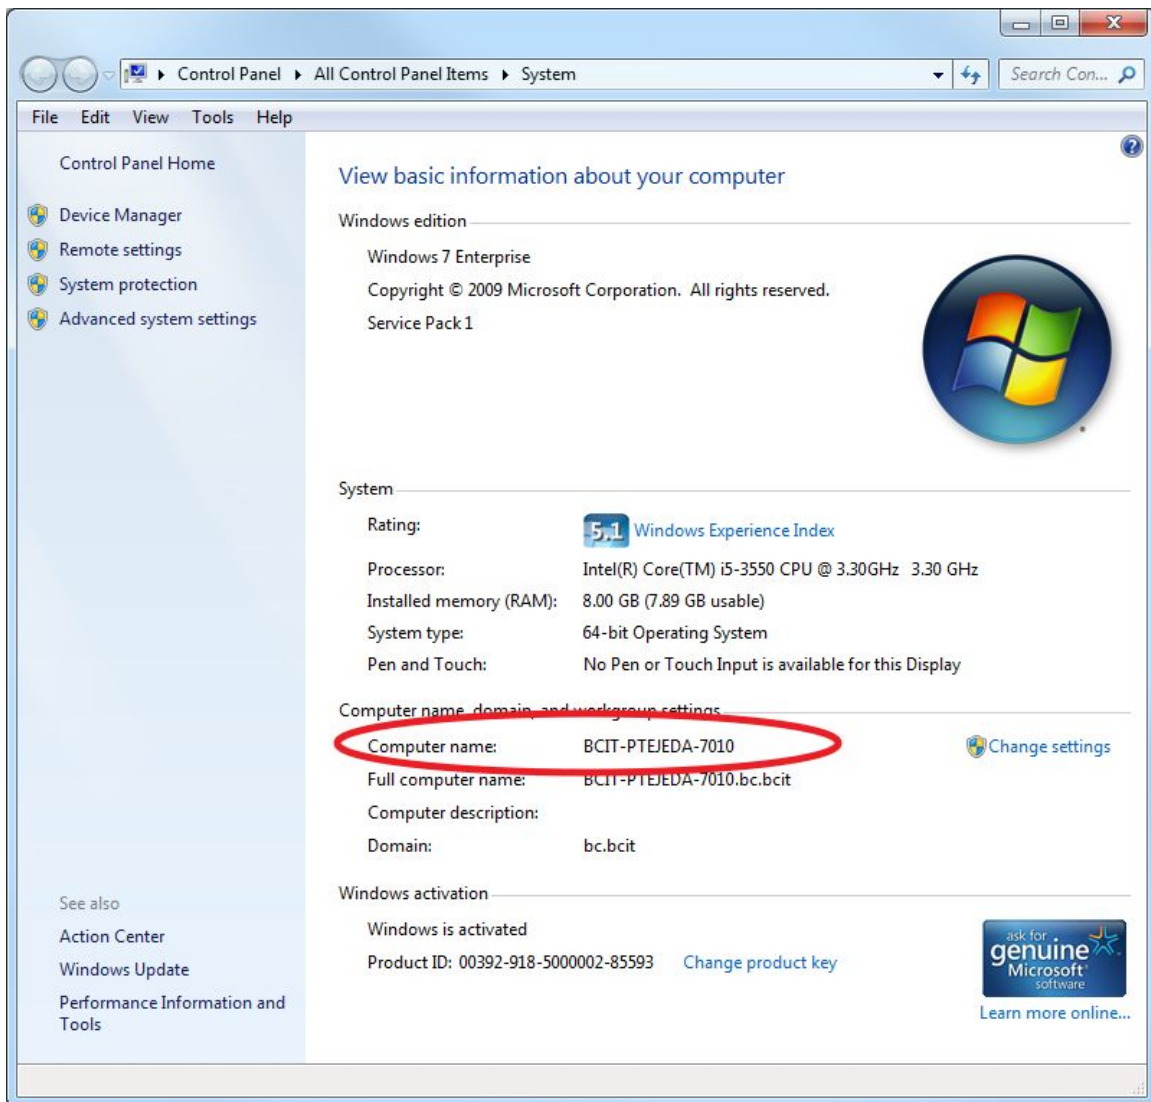 Control Panel ▸ All Control Panel Items ▸ System
Search Con...
File Edit View Tools Help
Control Panel Home
Device Manager
Remote settings
System protection
Advanced system settings
See also
Action Center
Windows Update
Performance Information and
Tools
View basic information about your computer
Windows edition
Windows 7 Enterprise
Copyright © 2009 Microsoft Corporation. All rights reserved.
Service Pack 1
System
Rating: 5.1 Windows Experience Index
Processor: Intel(R) Core(TM) i5-3550 CPU @ 3.30GHz 3.30 GHz
Installed memory (RAM): 8.00 GB (7.89 GB usable)
System type: 64-bit Operating System
Pen and Touch: No Pen or Touch Input is available for this Display
Computer name, domain, and workgroup settings
Computer name: BCIT-PTEJEDA-7010 Change settings
Full computer name: BCIT-PTEJEDA-7010.bc.bcit
Computer description:
Domain: bc.bcit
Windows activation
Windows is activated
Product ID: 00392-918-5000002-85593 Change product key
ask for
genuine
Microsoft
software
Learn more online...